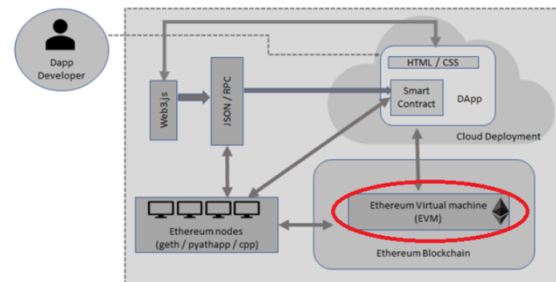 Dapp
Developer
Web3.js
JSON / RPC
HTML / CSS
Smart
Contract
DApp
Cloud Deployment
Ethereum nodes
(geth / pyathapp / cpp)
Ethereum Virtual machine
(EVM)
Ethereum Blockchain